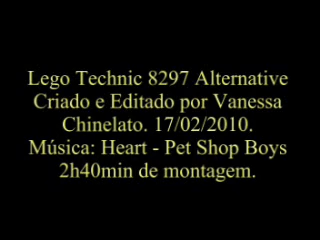 Lego Technic 8297 Alternative
Criado e Editado por Vanessa
Chinelato. 17/02/2010.
Música: Heart - Pet Shop Boys
2h40min de montagem.